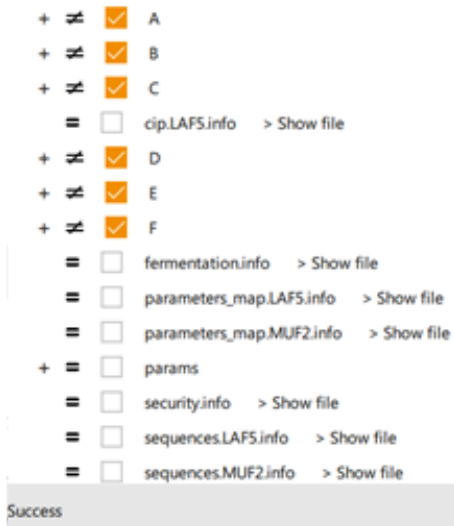 + ≠ A
+ ≠ B
+ ≠ C
= cip.LAF5.info > Show file
+ ≠ D
+ ≠ E
+ ≠ F
= fermentation.info > Show file
= parameters_map.LAF5.info > Show file
= parameters_map.MUF2.info > Show file
+ = params
= security.info > Show file
= sequences.LAF5.info > Show file
= sequences.MUF2.info > Show file
Success